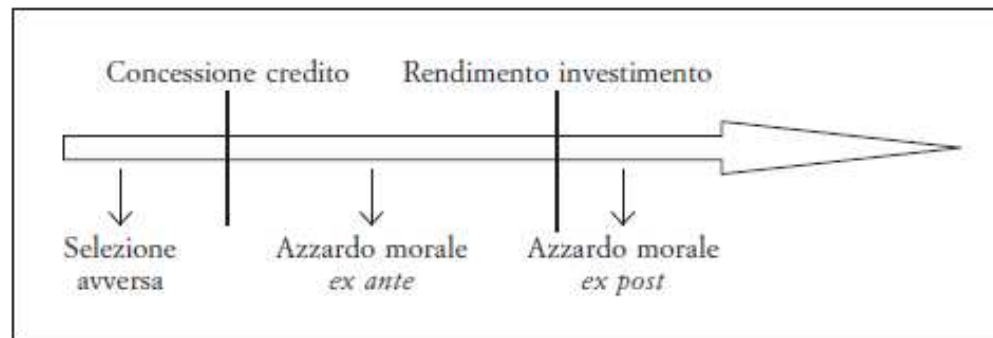 Concessione credito
Rendimento investimento
Selezione
avversa
Azzardo morale
ex ante
Azzardo morale
ex post